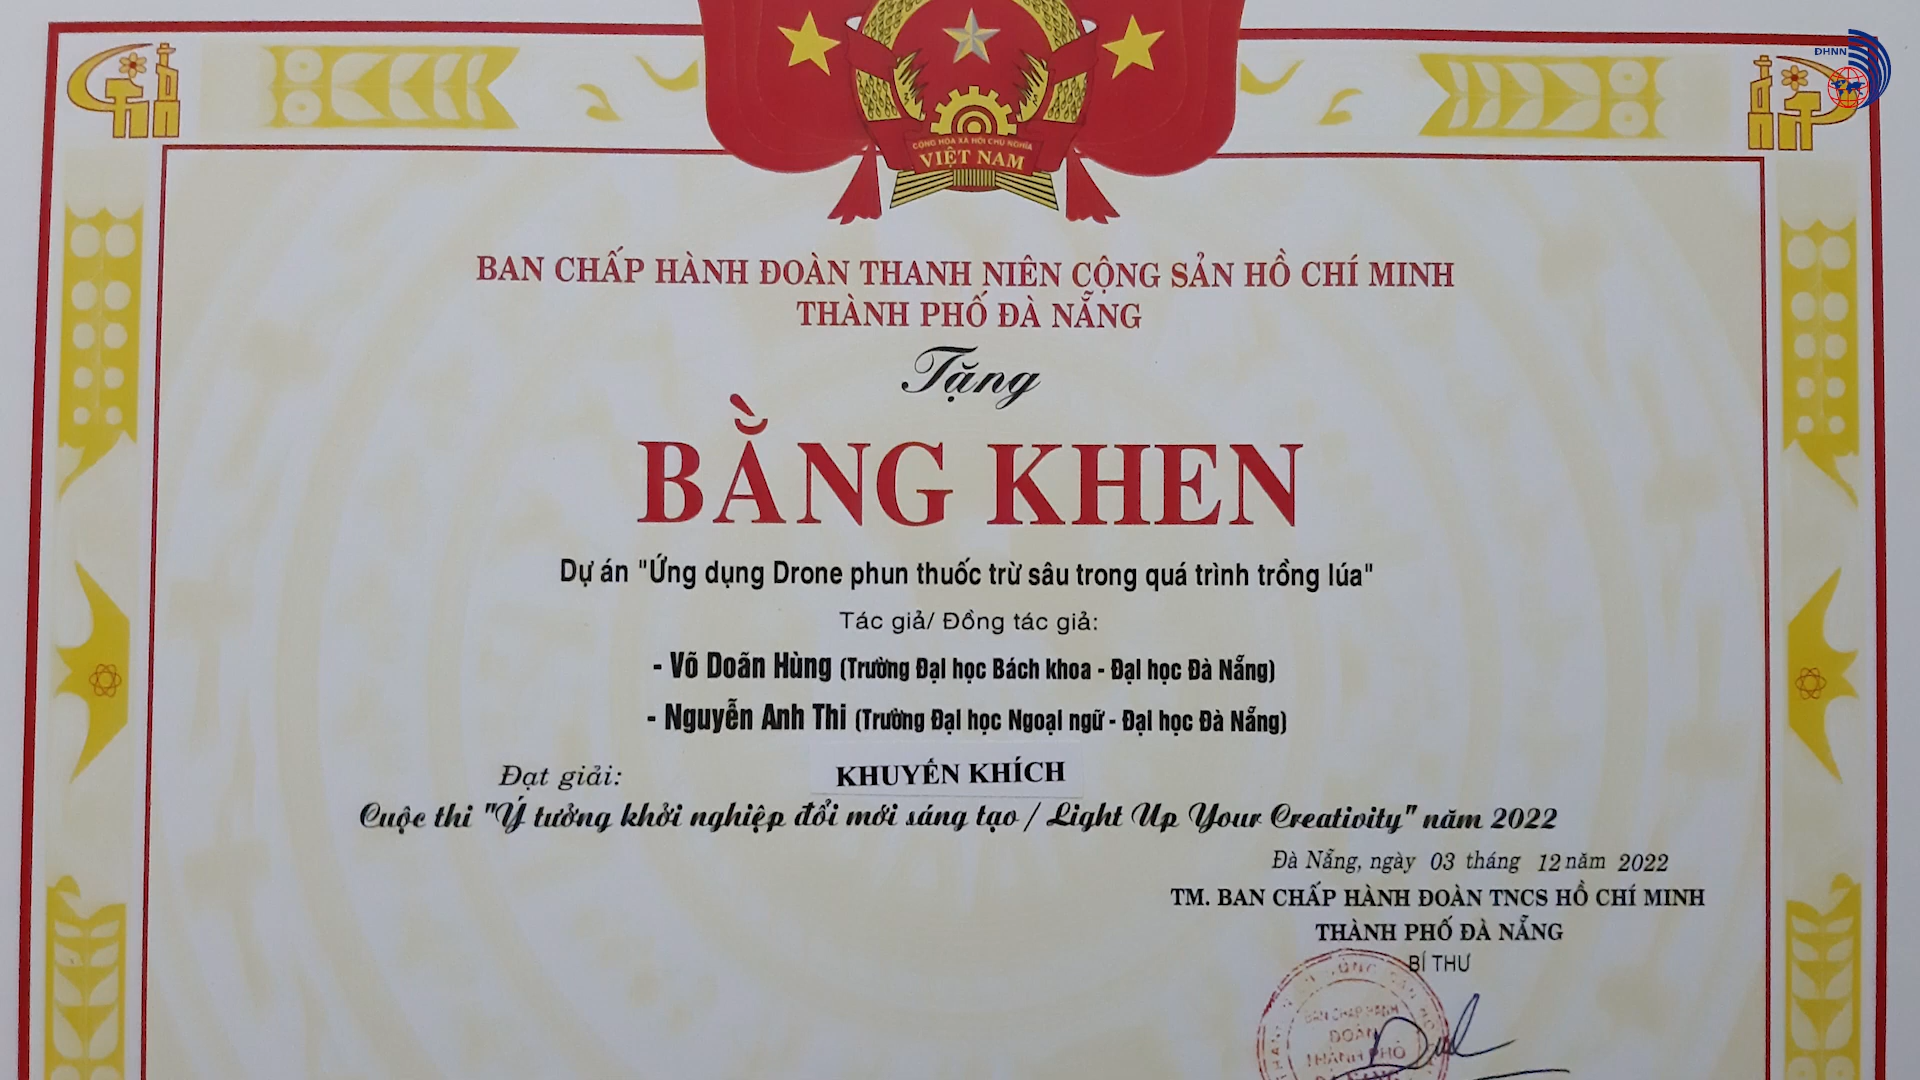 ĐHNN
CỘNG HÒA XÃ HỘI CHỦ NGHĨA
VIỆT NAM
BAN CHẤP HÀNH ĐOÀN THANH NIÊN CỘNG SẢN HỒ CHÍ MINH
THÀNH PHỐ ĐÀ NẴNG
Tặng
BẰNG KHEN
Dự án "Ứng dụng Drone phun thuốc trừ sâu trong quá trình trồng lúa"
Tác giả/ Đồng tác giả:
- Võ Doãn Hùng (Trường Đại học Bách khoa - Đại học Đà Nẵng)
- Nguyễn Anh Thi (Trường Đại học Ngoại ngữ - Đại học Đà Nẵng)
Đạt giải: KHUYẾN KHÍCH
Cuộc thi "Ý tưởng khởi nghiệp đổi mới sáng tạo / Light Up Your Creativity" năm 2022
Đà Nẵng, ngày 03 tháng 12 năm 2022
TM. BAN CHẤP HÀNH ĐOÀN TNCS HỒ CHÍ MINH
THÀNH PHỐ ĐÀ NẴNG
BÍ THƯ
BAN CHẤP HÀNH
ĐOÀN
THÀNH PHỐ
ĐÀ NẴNG